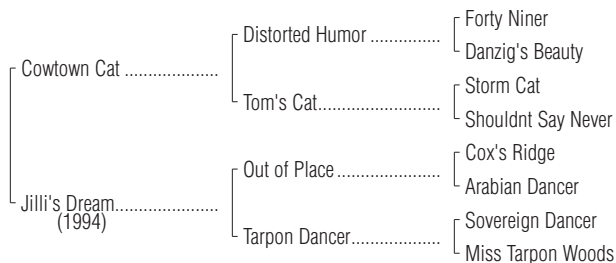 Forty Niner
Distorted Humor ................
Danzig's Beauty
Cowtown Cat ....................
Storm Cat
Tom's Cat..........................
Shouldnt Say Never
Cox's Ridge
Out of Place ......................
Arabian Dancer
Jilli's Dream......................
(1994)
Sovereign Dancer
Tarpon Dancer...................
Miss Tarpon Woods